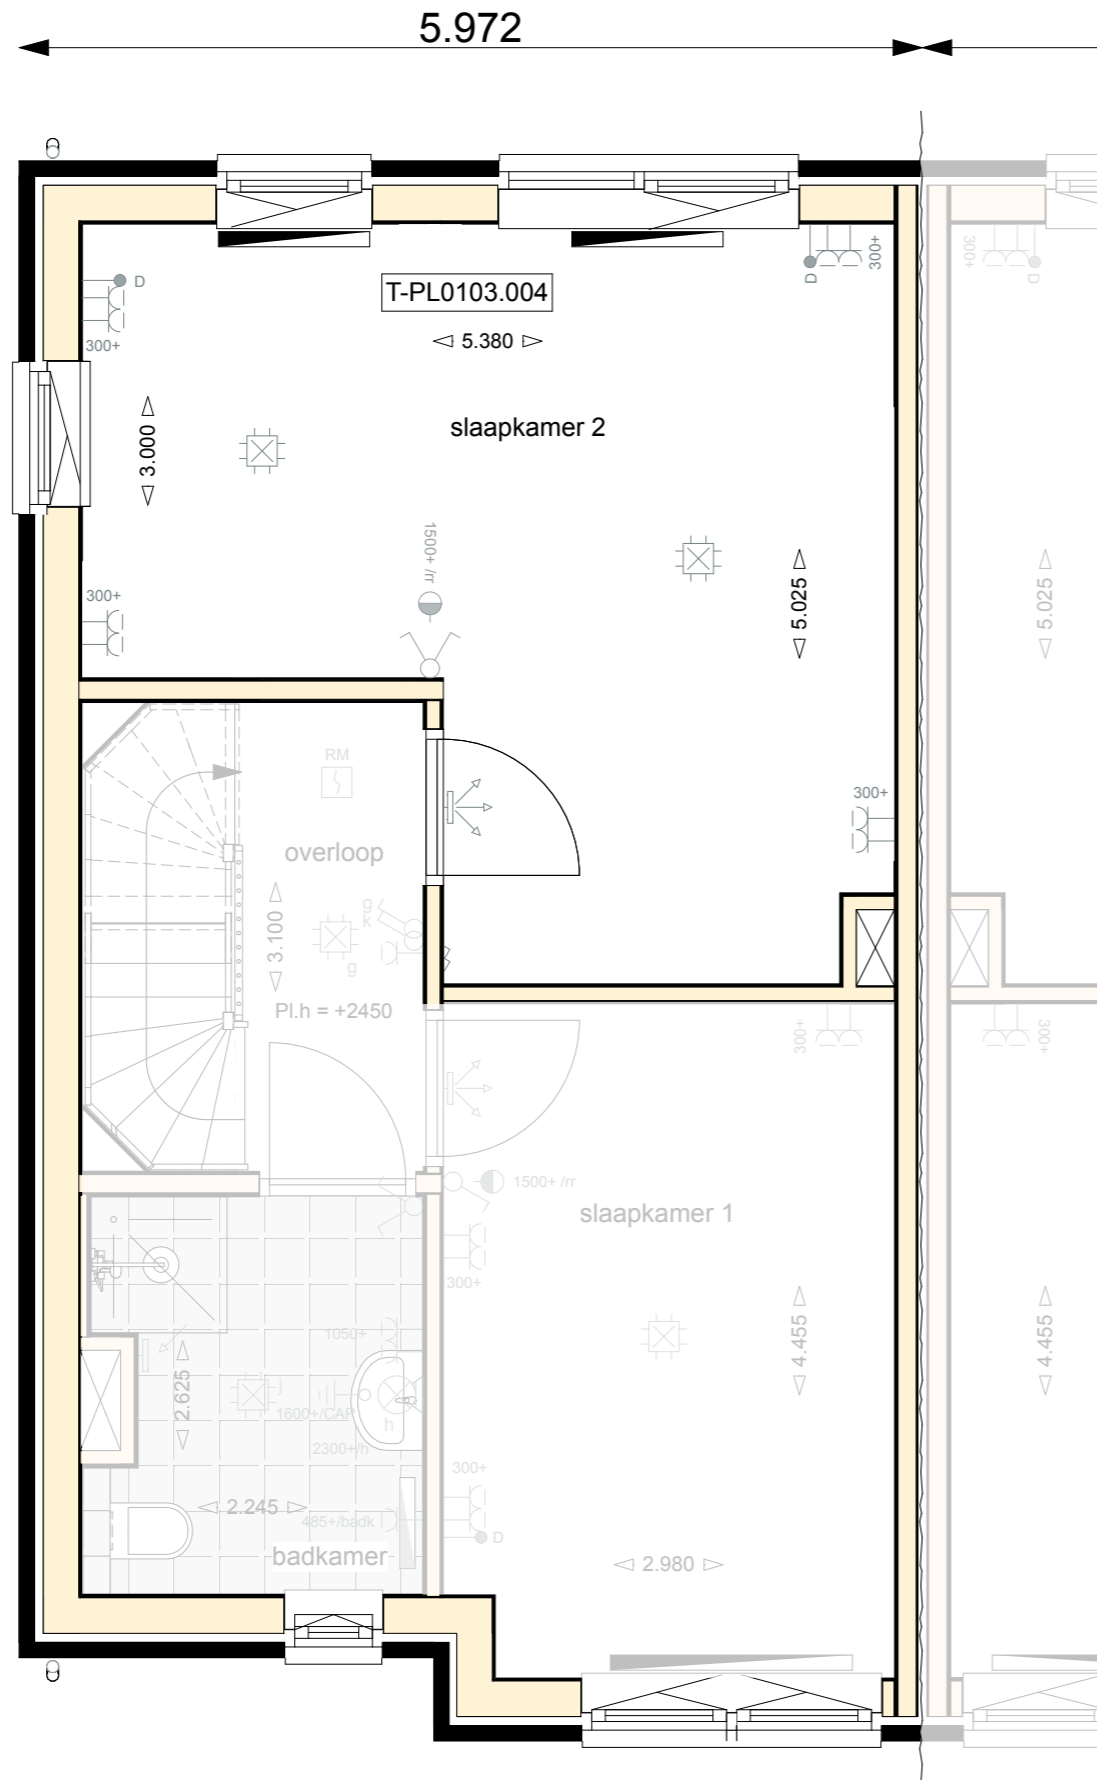 5.972
D
300+
T-PL0103.004
5.380
D
300+
300+
D
3.000
slaapkamer 2
1500+ /rr
5.025
5.025
300+
RM
300+
overloop
3.100
g
k
g
Pl.h = +2450
300+
300+
1500+ /rr
slaapkamer 1
300+
1050+
2.625
j
1600+/CAP
h
2300+/h
4.455
4.455
300+
2.245
485+/badk
D
badkamer
2.980